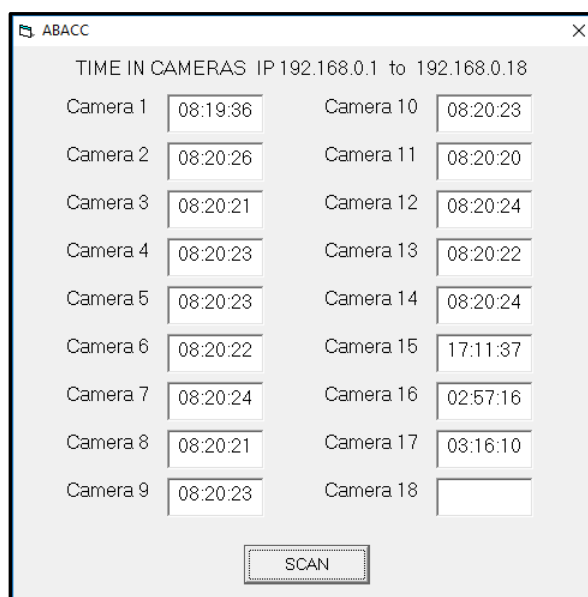 ABACC
TIME IN CAMERAS IP 192.168.0.1 to 192.168.0.18
Camera 1 08:19:36 Camera 10 08:20:23
Camera 2 08:20:26 Camera 11 08:20:20
Camera 3 08:20:21 Camera 12 08:20:24
Camera 4 08:20:23 Camera 13 08:20:22
Camera 5 08:20:23 Camera 14 08:20:24
Camera 6 08:20:22 Camera 15 17:11:37
Camera 7 08:20:24 Camera 16 02:57:16
Camera 8 08:20:21 Camera 17 03:16:10
Camera 9 08:20:23 Camera 18
SCAN